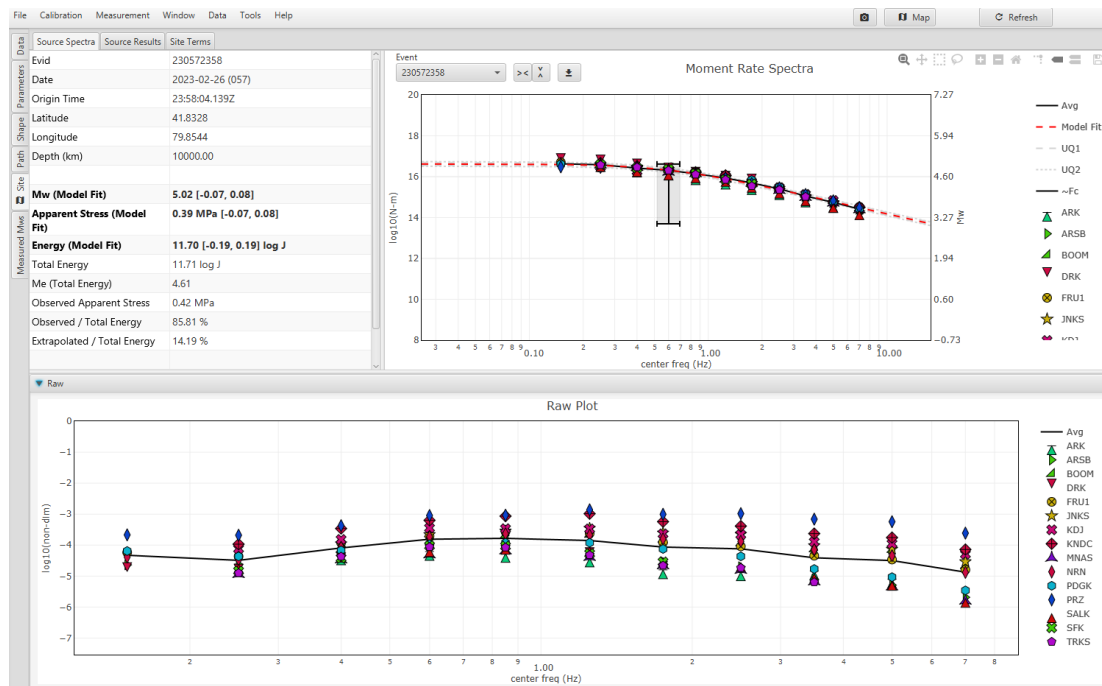 File Calibration Measurement Window Data Tools Help
Map
Refresh
Data
Parameters
Shape
Path
Site
Measured Mws
Source Spectra Source Results Site Terms
Evid 230572358
Date 2023-02-26 (057)
Origin Time 23:58:04.139Z
Latitude 41.8328
Longitude 79.8544
Depth (km) 10000.00
Mw (Model Fit) 5.02 [-0.07, 0.08]
Apparent Stress (Model 0.39 MPa [-0.07, 0.08]
Fit)
Energy (Model Fit) 11.70 [-0.19, 0.19] log J
Total Energy 11.71 log J
Me (Total Energy) 4.61
Observed Apparent Stress 0.42 MPa
Observed / Total Energy 85.81 %
Extrapolated / Total Energy 14.19 %
Event
230572358
Moment Rate Spectra
20
18
16
14
12
10
8
log10(N-m)
7.27
5.94
4.60
3.27
1.94
0.60
−0.73
Mw
3 4 5 6 7 8 9 0.10 2 3 4 5 6 7 8 9 1.00 2 3 4 5 6 7 8 9 10.00
center freq (Hz)
Avg
Model Fit
UQ1
UQ2
~Fc
ARK
ARSB
BOOM
DRK
FRU1
JNKS
KDJ
Raw
Raw Plot
0
−1
−2
−3
−4
−5
−6
−7
log10(non-dim)
2 3 4 5 6 7 8 9 1.00 2 3 4 5 6 7 8
center freq (Hz)
Avg
ARK
ARSB
BOOM
DRK
FRU1
JNKS
KDJ
KNDC
MNAS
NRN
PDGK
PRZ
SALK
SFK
TRKS